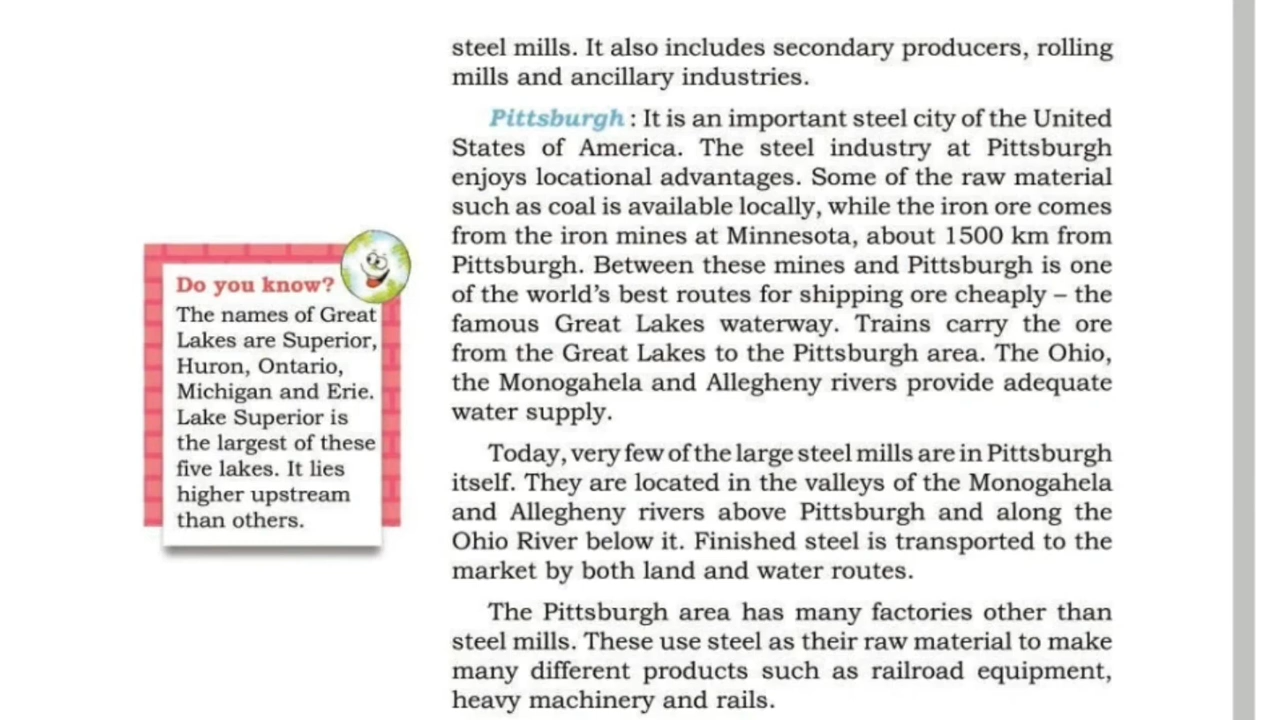 steel mills. It also includes secondary producers, rolling
mills and ancillary industries.
Pittsburgh : It is an important steel city of the United
States of America. The steel industry at Pittsburgh
enjoys locational advantages. Some of the raw material
such as coal is available locally, while the iron ore comes
from the iron mines at Minnesota, about 1500 km from
Pittsburgh. Between these mines and Pittsburgh is one
of the world's best routes for shipping ore cheaply – the
famous Great Lakes waterway. Trains carry the ore
from the Great Lakes to the Pittsburgh area. The Ohio,
the Monogahela and Allegheny rivers provide adequate
water supply.
Today, very few of the large steel mills are in Pittsburgh
itself. They are located in the valleys of the Monogahela
and Allegheny rivers above Pittsburgh and along the
Ohio River below it. Finished steel is transported to the
market by both land and water routes.
The Pittsburgh area has many factories other than
steel mills. These use steel as their raw material to make
many different products such as railroad equipment,
heavy machinery and rails.
Do you know?
The names of Great
Lakes are Superior,
Huron, Ontario,
Michigan and Erie.
Lake Superior is
the largest of these
five lakes. It lies
higher upstream
than others.